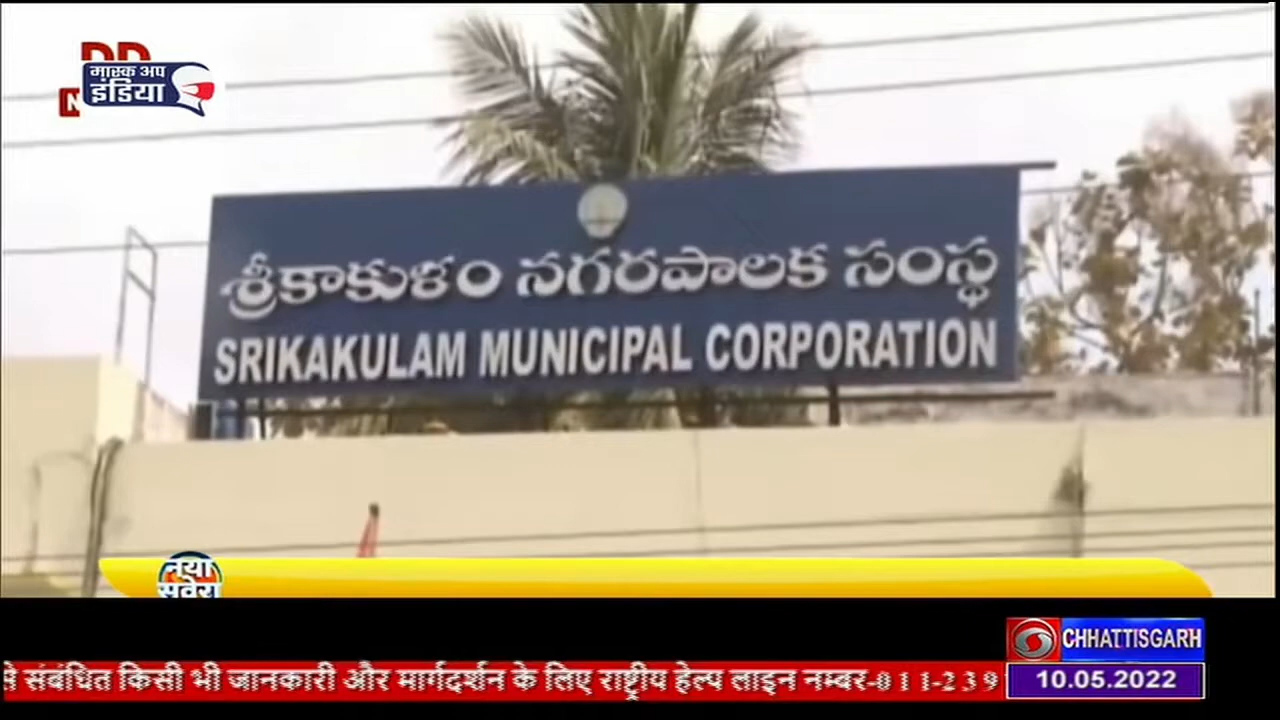 मास्क अप
इंडिया
శ్రీకాకుళం నగరపాలక సంస్థ
SRIKAKULAM MUNICIPAL CORPORATION
नया
सवेरा
CHHATTISGARH
से संबंधित किसी भी जानकारी और मार्गदर्शन के लिए राष्ट्रीय हेल्प लाइन नम्बर-011-239
10.05.2022